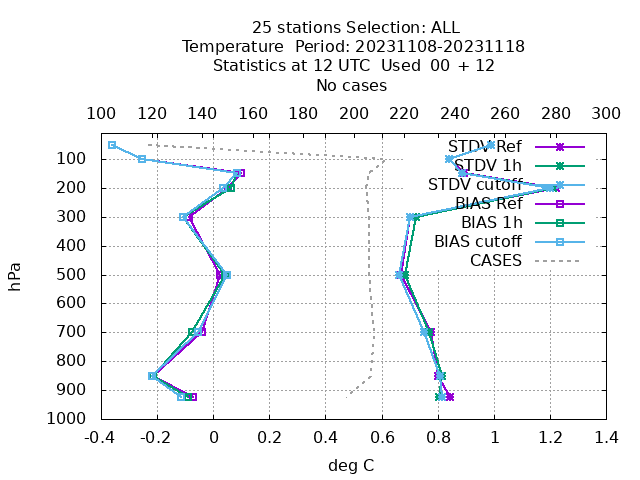 25 stations Selection: ALL
Temperature  Period: 20231108-20231118
Statistics at 12 UTC  Used  00 + 12
No cases
100 120 140 160 180 200 220 240 260 280 300
STDV Ref
STDV 1h
STDV cutoff
BIAS Ref
BIAS 1h
BIAS cutoff
CASES
100
200
300
400
500
600
700
800
900
1000
hPa
-0.4 -0.2 0 0.2 0.4 0.6 0.8 1 1.2 1.4
deg C